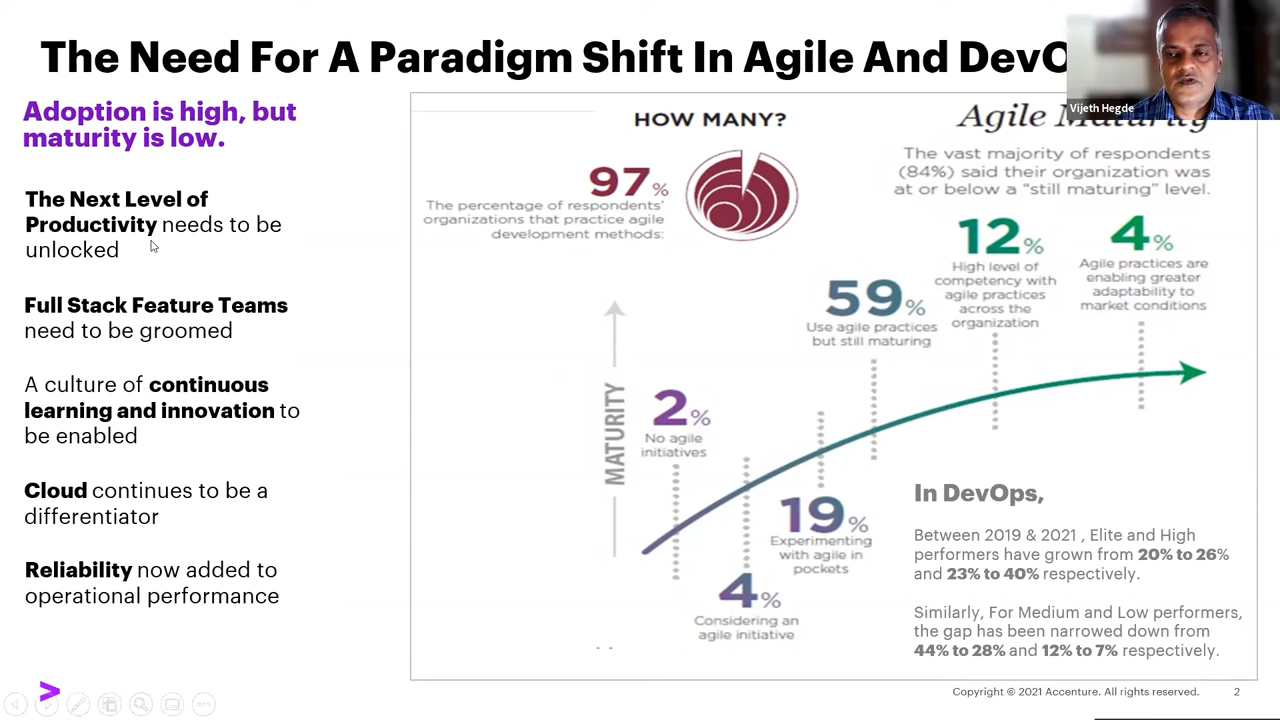 The Need For A Paradigm Shift In Agile And DevO
Vijeth Hegde
Adoption is high, but
maturity is low.
The Next Level of
Productivity needs to be
unlocked
Full Stack Feature Teams
need to be groomed
A culture of continuous
learning and innovation to
be enabled
Cloud continues to be a
differentiator
Reliability now added to
operational performance
HOW MANY?
97%
The percentage of respondents'
organizations that practice agile
development methods:
Agile Maturity
The vast majority of respondents
(84%) said their organization was
at or below a "still maturing" level.
MATURITY
2%
No agile
initiatives
4%
Considering an
agile initiative
19%
Experimenting
with agile in
pockets
59%
Use agile practices
but still maturing
12%
High level of
competency with
agile practices
across the
organization
4%
Agile practices are
enabling greater
adaptability to
market conditions
In DevOps,
Between 2019 & 2021 , Elite and High
performers have grown from 20% to 26%
and 23% to 40% respectively.
Similarly, For Medium and Low performers,
the gap has been narrowed down from
44% to 28% and 12% to 7% respectively.
Copyright © 2021 Accenture. All rights reserved. 2